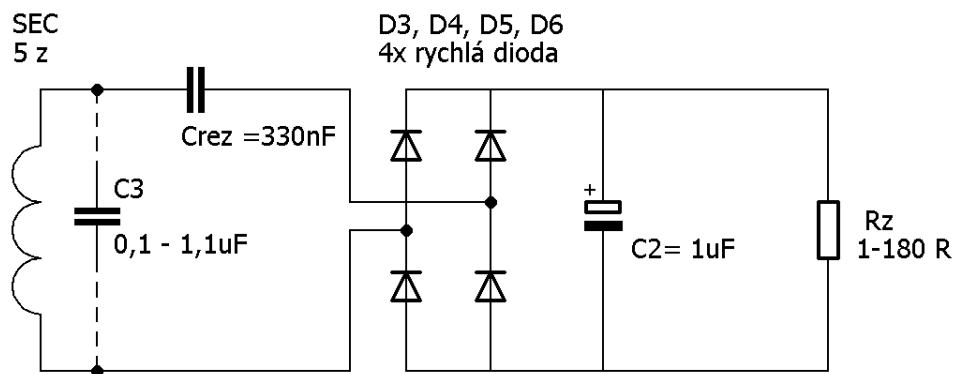 SEC
5 z
D3, D4, D5, D6
4x rychlá dioda
Crez =330nF
C3
0,1 - 1,1uF
+
C2= 1uF
Rz
1-180 R